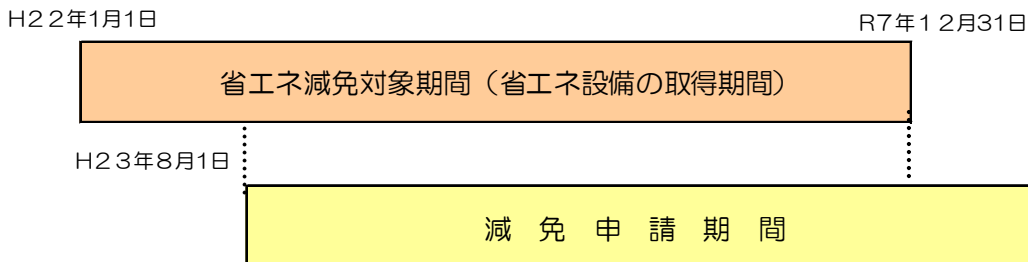 H22年1月1日
R7年12月31日
省エネ減免対象期間（省エネ設備の取得期間）
H23年8月1日
減 免 申 請 期 間